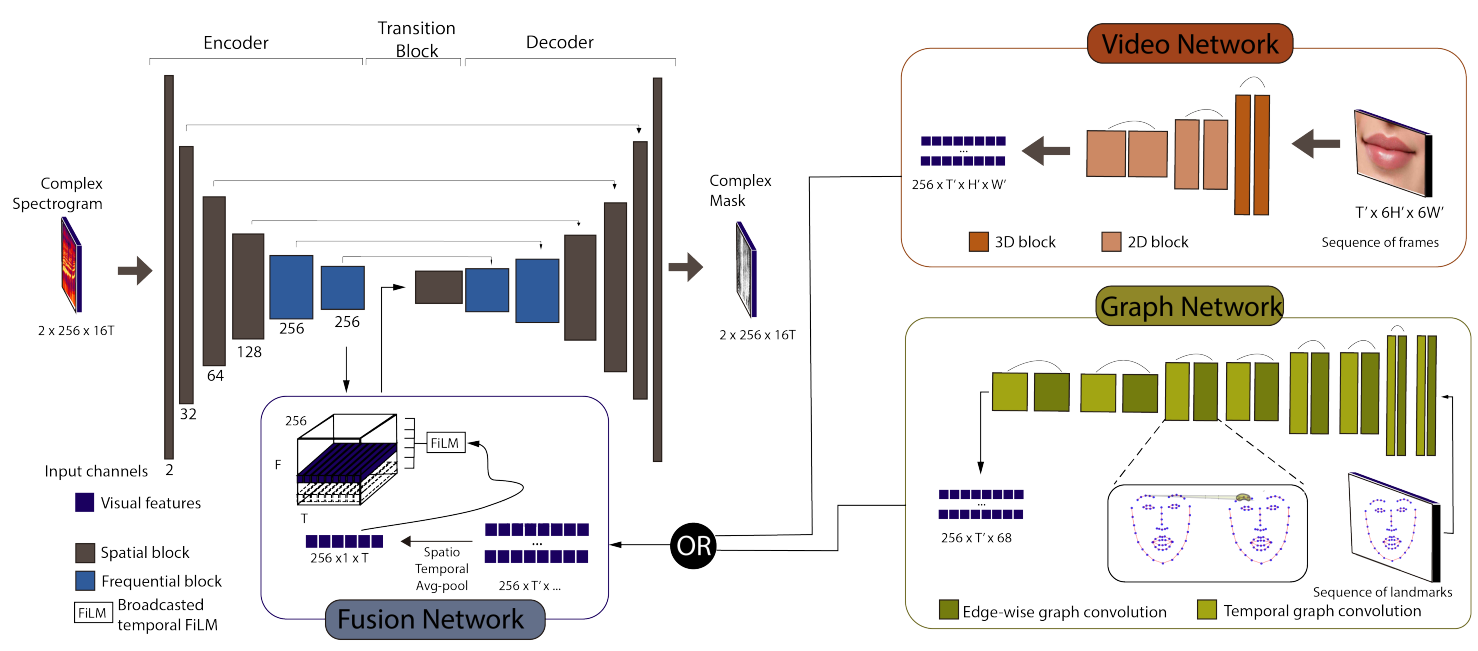 Encoder
Transition
Block
Decoder
Complex
Spectrogram
2 x 256 x 16T
2
32
64
128
256
256
Complex
Mask
2 x 256 x 16T
Input channels
Visual features
Spatial block
Frequential block
FiLM
Broadcasted
temporal FiLM
256
F
T
FiLM
256 x1 x T
Spatio
Temporal
Avg-pool
...
256 x T' x ...
Fusion Network
OR
Video Network
...
256 x T' x H' x W'
T' x 6H' x 6W'
3D block
2D block
Sequence of frames
Graph Network
...
256 x T' x 68
Sequence of landmarks
Edge-wise graph convolution
Temporal graph convolution